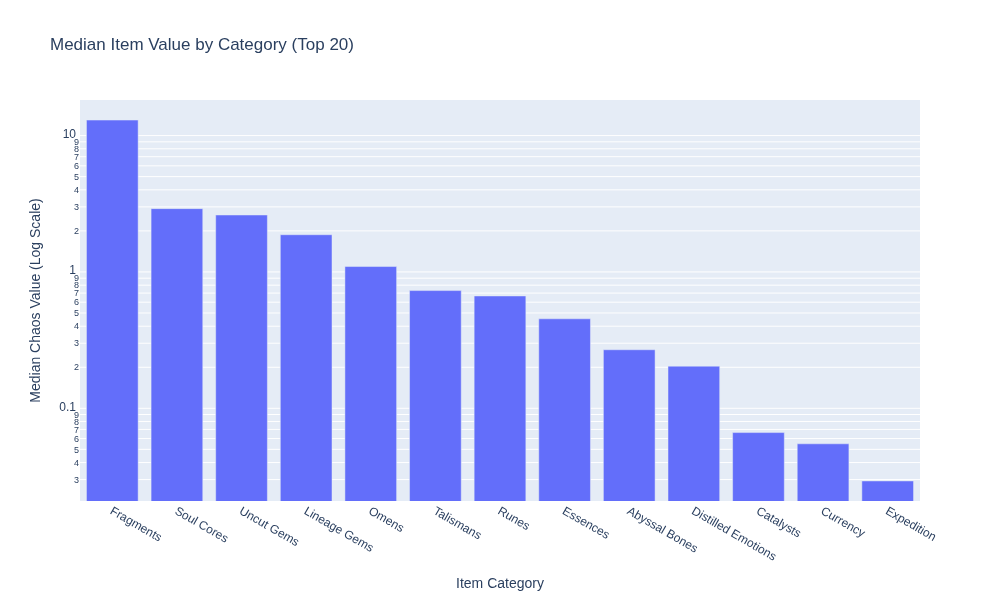 Median Item Value by Category (Top 20)
Median Chaos Value (Log Scale)
10
9
8
7
6
5
4
3
2
1
9
8
7
6
5
4
3
2
0.1
9
8
7
6
5
4
3
Fragments
Soul Cores
Uncut Gems
Lineage Gems
Omens
Talismans
Runes
Essences
Abyssal Bones
Distilled Emotions
Catalysts
Currency
Expedition
Item Category